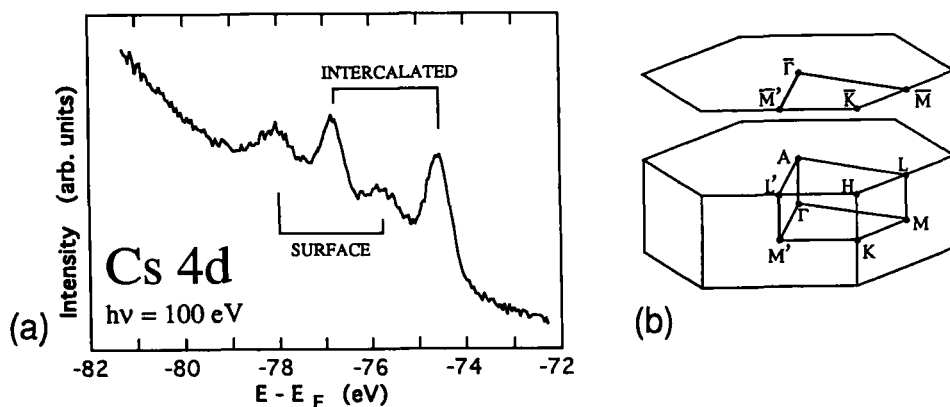 Intensity (arb. units)
INTERCALATED
SURFACE
Cs 4d
hν = 100 eV
(a)
-82 -80 -78 -76 -74 -72
E - E F (eV)
Γ̅
M̅'
K̅
M̅
A
L
L'
H
Γ
M
M'
K
(b)